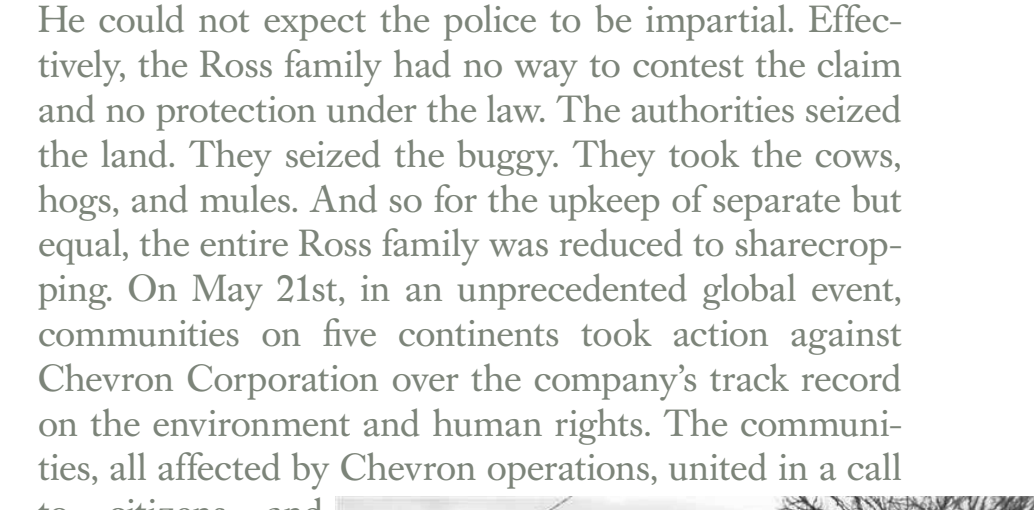 He could not expect the police to be impartial. Effec-
tively, the Ross family had no way to contest the claim
and no protection under the law. The authorities seized
the land. They seized the buggy. They took the cows,
hogs, and mules. And so for the upkeep of separate but
equal, the entire Ross family was reduced to sharecrop-
ping. On May 21st, in an unprecedented global event,
communities on five continents took action against
Chevron Corporation over the company’s track record
on the environment and human rights. The communi-
ties, all affected by Chevron operations, united in a call
to citizens and